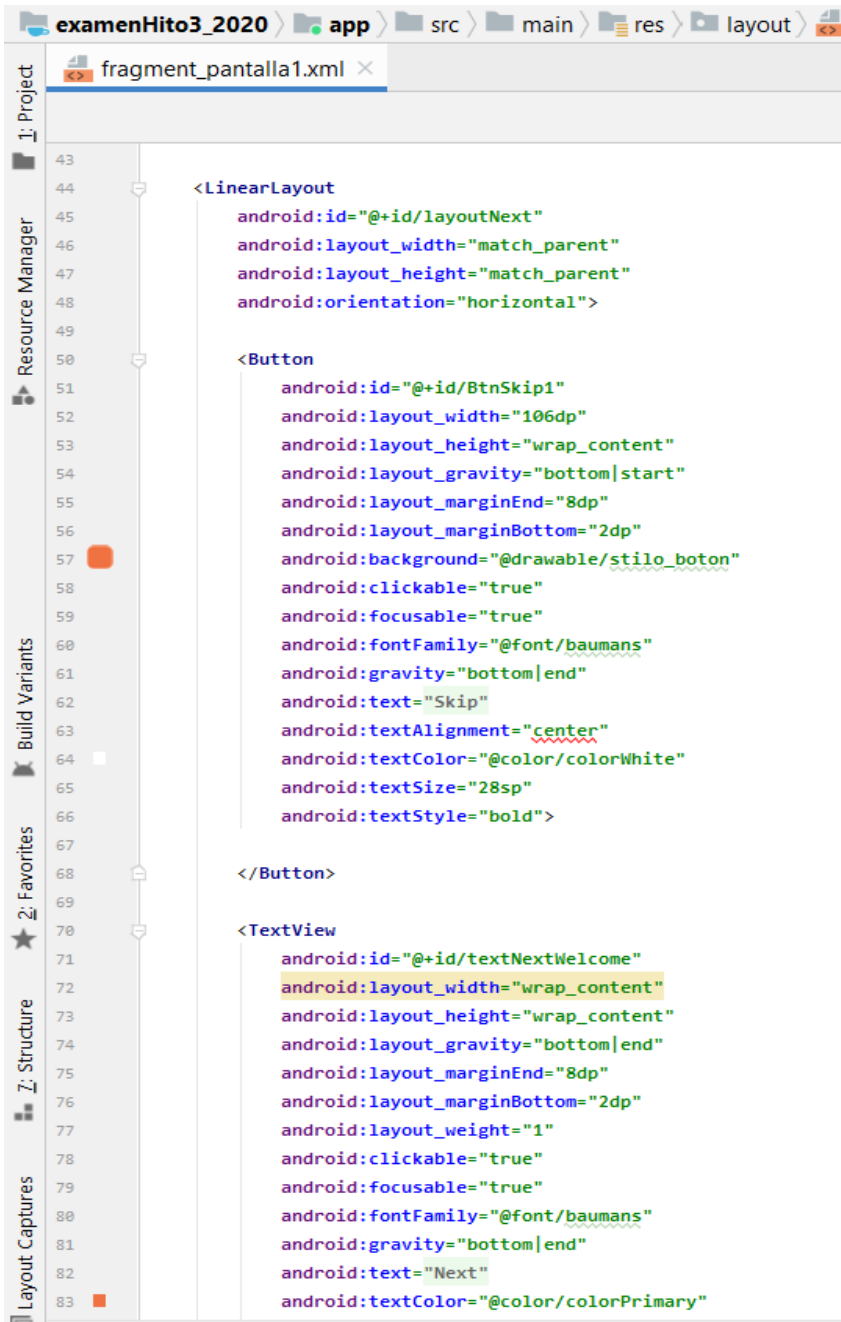 examenHito3_2020 app src main res layout
fragment_pantalla1.xml
1: Project
Resource Manager
Build Variants
2: Favorites
7: Structure
Layout Captures
43
44 <LinearLayout
45 android:id="@+id/layoutNext"
46 android:layout_width="match_parent"
47 android:layout_height="match_parent"
48 android:orientation="horizontal">
49
50 <Button
51 android:id="@+id/BtnSkip1"
52 android:layout_width="106dp"
53 android:layout_height="wrap_content"
54 android:layout_gravity="bottom|start"
55 android:layout_marginEnd="8dp"
56 android:layout_marginBottom="2dp"
57 android:background="@drawable/stilo_boton"
58 android:clickable="true"
59 android:focusable="true"
60 android:fontFamily="@font/baumans"
61 android:gravity="bottom|end"
62 android:text="Skip"
63 android:textAlignment="center"
64 android:textColor="@color/colorWhite"
65 android:textSize="28sp"
66 android:textStyle="bold">
67
68 </Button>
69
70 <TextView
71 android:id="@+id/textNextWelcome"
72 android:layout_width="wrap_content"
73 android:layout_height="wrap_content"
74 android:layout_gravity="bottom|end"
75 android:layout_marginEnd="8dp"
76 android:layout_marginBottom="2dp"
77 android:layout_weight="1"
78 android:clickable="true"
79 android:focusable="true"
80 android:fontFamily="@font/baumans"
81 android:gravity="bottom|end"
82 android:text="Next"
83 android:textColor="@color/colorPrimary"